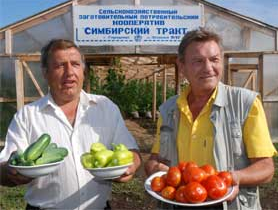 Сельскохозяйственный
заготовительный потребительский
КООПЕРАТИВ
СИМБИРСКИЙ ТРАКТ